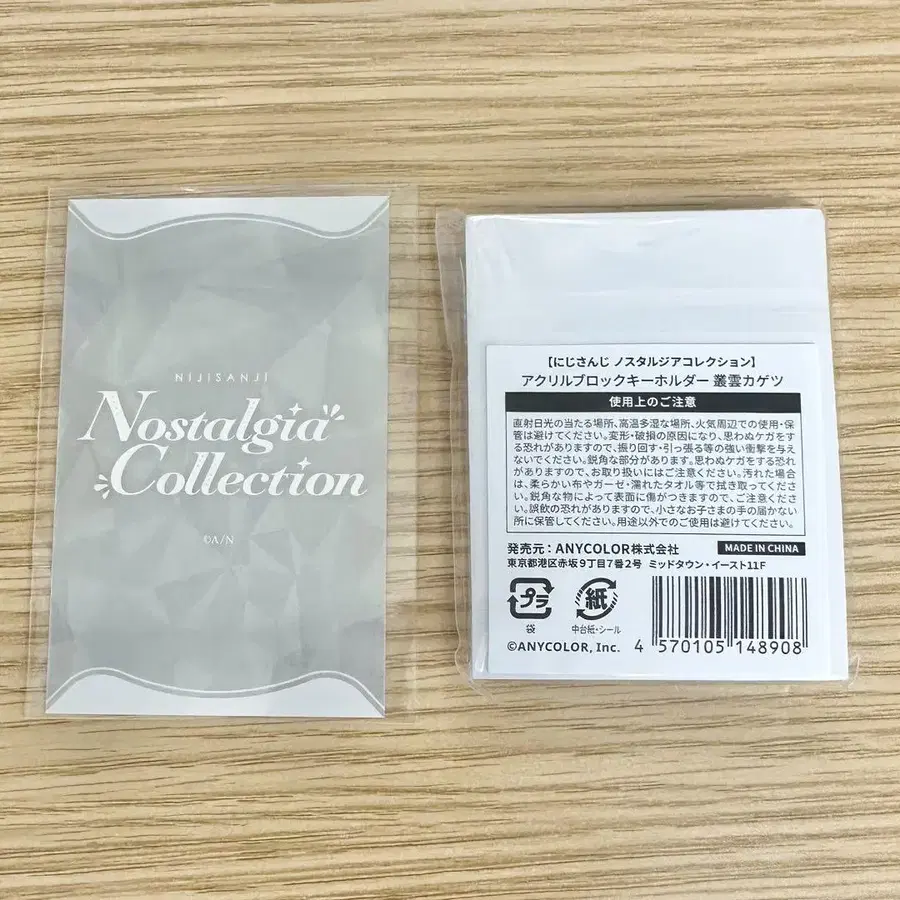 NIJISANJI
Nostalgia
Collection
©A/N
【にじさんじ ノスタルジアコレクション】
アクリルブロックキーホルダー 叢雲カゲツ
使用上のご注意
直射日光の当たる場所、高温多湿な場所、火気周辺での使用・保
管は避けてください。変形・破損の原因になり、思わぬケガをす
る恐れがありますので、振り回す・引っ張る等の強い衝撃を与え
ないでください。鋭角な部分があります。思わぬケガをする恐れ
がありますので、お取り扱いにはご注意ください。汚れた場合
は、柔らかい布やガーゼ・濡れたタオル等で拭き取ってくださ
い。鋭角な物によって表面に傷がつきますので、ご注意くださ
い。誤飲の恐れがありますので、小さなお子さまの手の届かない
所に保管してください。用途以外でのご使用は避けてください。
発売元：ANYCOLOR株式会社 MADE IN CHINA
東京都港区赤坂9丁目7番2号 ミッドタウン・イースト11F
プラ 紙
袋 中台紙・シール
©ANYCOLOR, Inc. 4 570105 148908